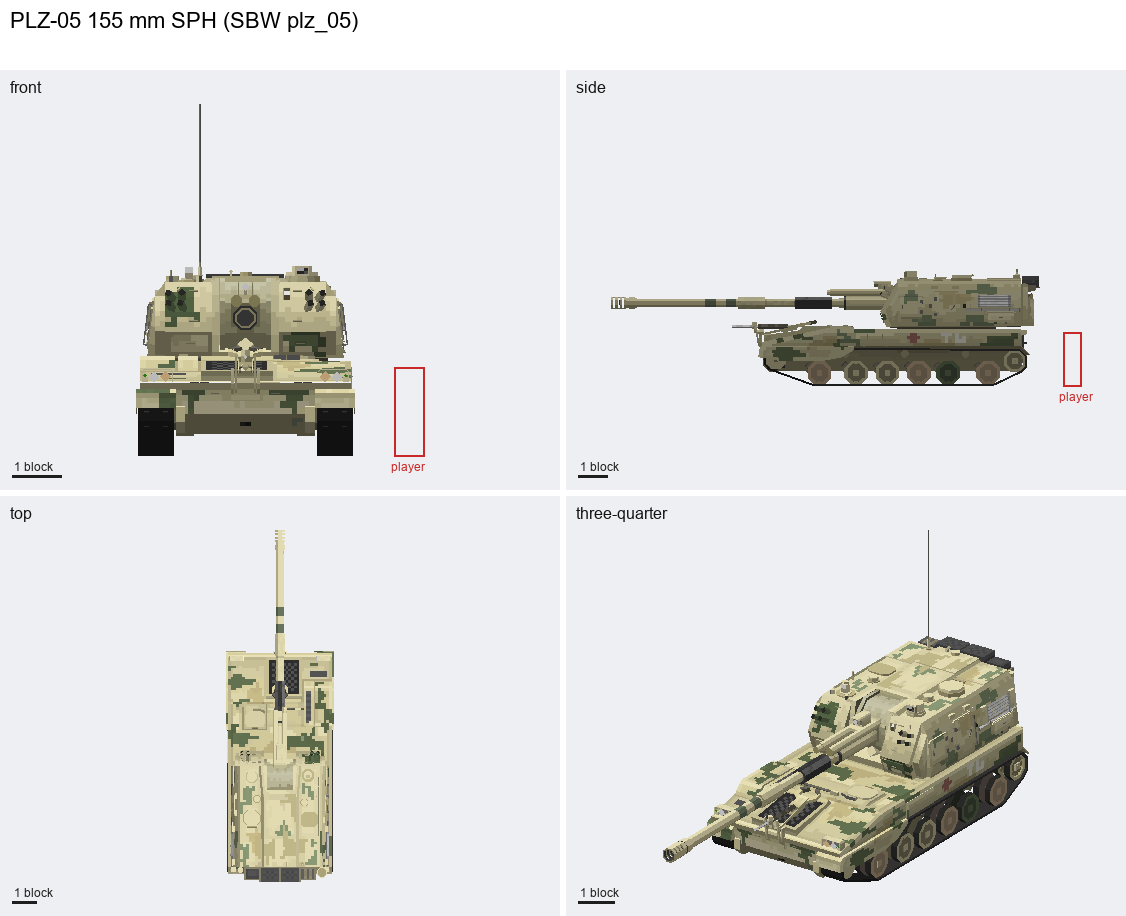 PLZ-05 155 mm SPH (SBW plz_05)
front
side
player
1 block
player
1 block
top
three-quarter
1 block
1 block